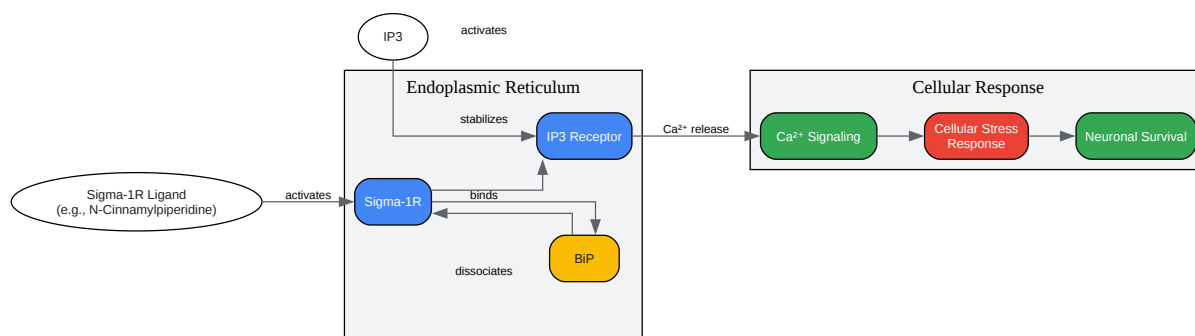 IP3
activates
Endoplasmic Reticulum
Cellular Response
stabilizes
IP3 Receptor
Ca²⁺ release
Ca²⁺ Signaling
Cellular Stress
Response
Neuronal Survival
Sigma-1R Ligand
(e.g., N-Cinnamylpiperidine)
activates
Sigma-1R
binds
BiP
dissociates